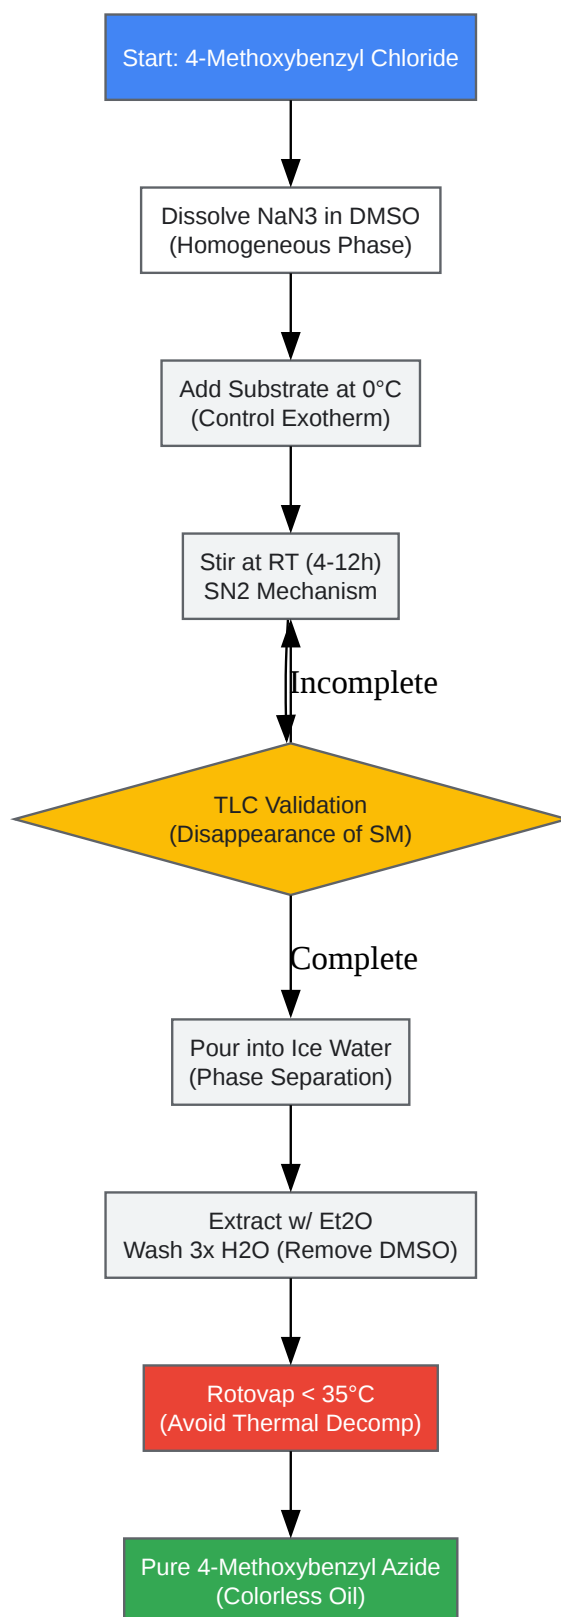 Start: 4-Methoxybenzyl Chloride
Dissolve NaN3 in DMSO
(Homogeneous Phase)
Add Substrate at 0°C
(Control Exotherm)
Stir at RT (4-12h)
SN2 Mechanism
Incomplete
TLC Validation
(Disappearance of SM)
Complete
Pour into Ice Water
(Phase Separation)
Extract w/ Et2O
Wash 3x H2O (Remove DMSO)
Rotovap < 35°C
(Avoid Thermal Decomp)
Pure 4-Methoxybenzyl Azide
(Colorless Oil)